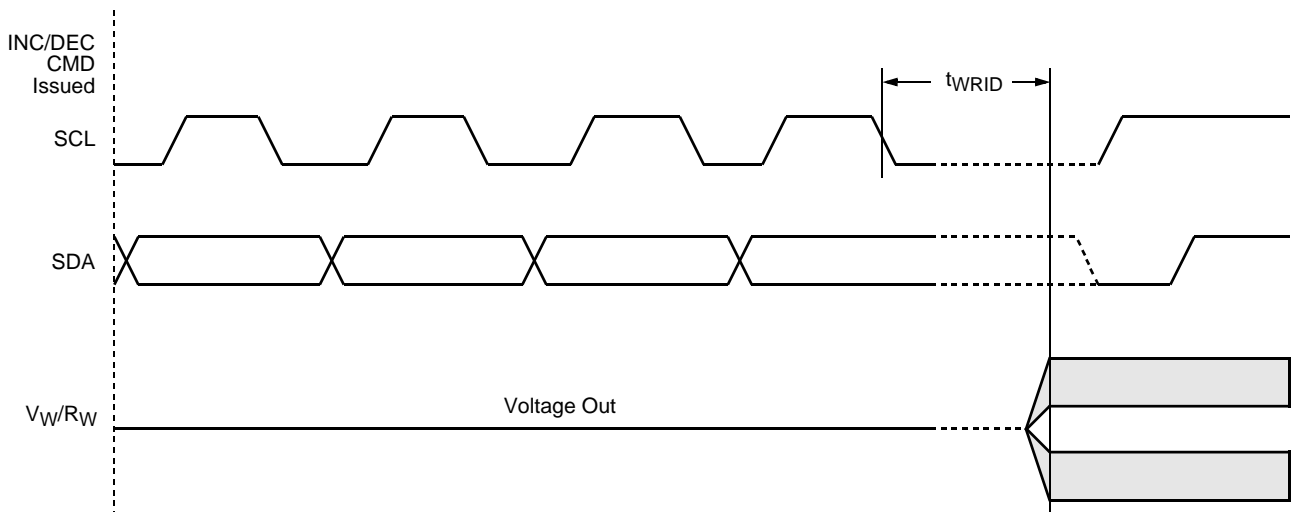 INC/DEC
CMD
Issued
tWRID
SCL
SDA
Voltage Out
VW/RW